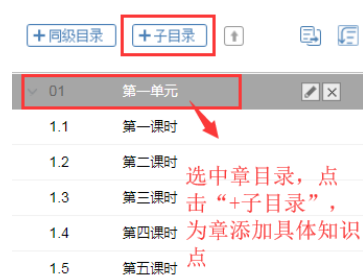 +同级目录 +子目录
01 第一单元
1.1 第一课时
1.2 第二课时
1.3 第三课时
1.4 第四课时
1.5 第五课时
选中章目录，点
击“+子目录”，
为章添加具体知识
点